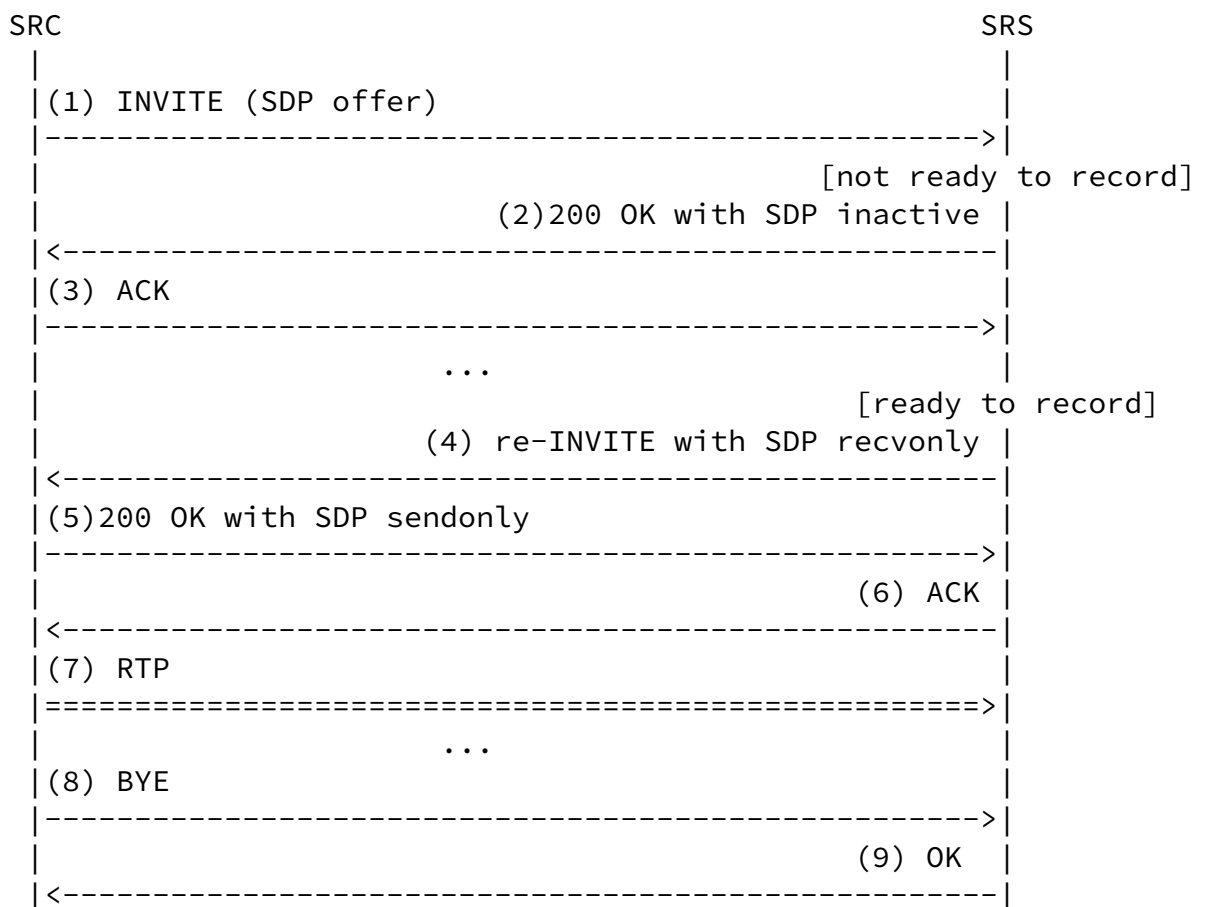 SRC SRS
(1) INVITE (SDP offer)
[not ready to record]
(2)200 OK with SDP inactive
(3) ACK
...
[ready to record]
(4) re-INVITE with SDP recvonly
(5)200 OK with SDP sendonly
(6) ACK
(7) RTP
...
(8) BYE
(9) OK